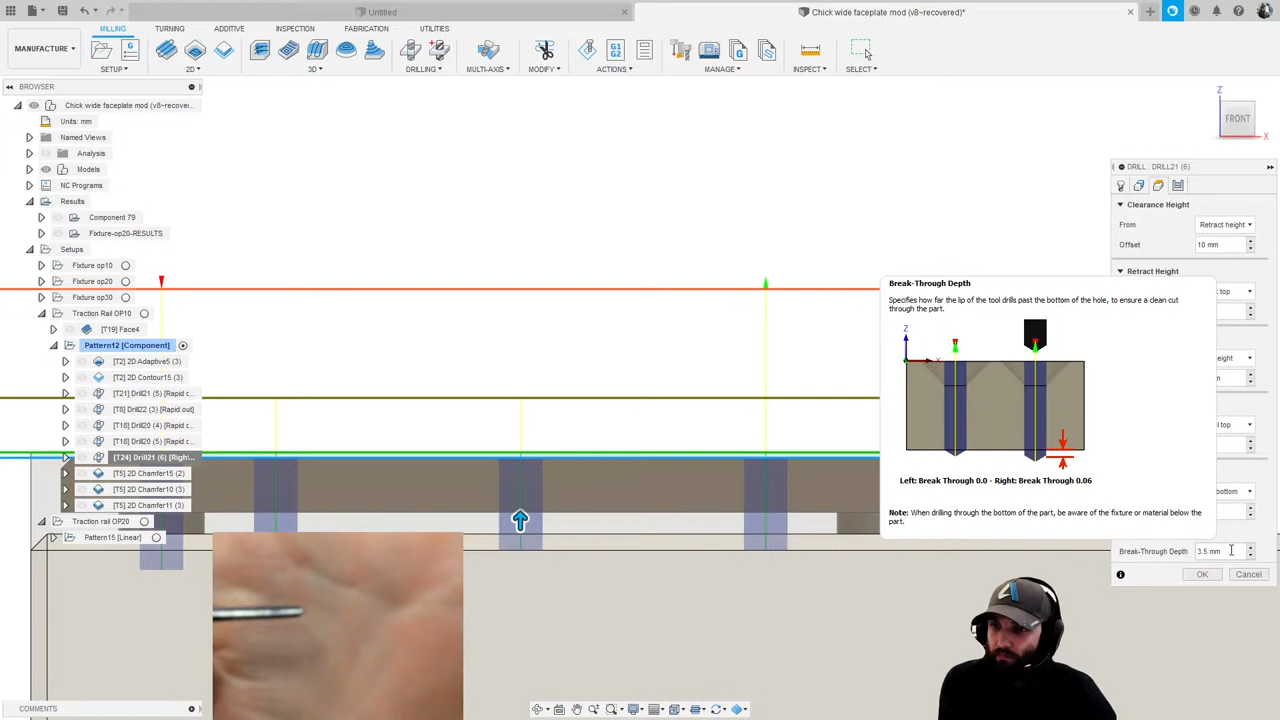 Untitled
Chick wide faceplate mod (v8~recovered)*
MILLING
TURNING
ADDITIVE
INSPECTION
FABRICATION
UTILITIES
MANUFACTURE
G1
G2
SETUP
2D
3D
DRILLING
MULTI-AXIS
MODIFY
ACTIONS
MANAGE
INSPECT
SELECT
BROWSER
Chick wide faceplate mod (v8~recover...
Units: mm
Named Views
Analysis
Models
NC Programs
Results
Component 79
Fixture-op20-RESULTS
Setups
Fixture op10
Fixture op20
Fixture op30
Traction Rail OP10
[T19] Face4
Pattern12 [Component]
[T2] 2D Adaptive5 (3)
[T2] 2D Contour15 (3)
[T21] Drill21 (5) [Rapid c...
[T8] Drill22 (3) [Rapid out]
[T18] Drill20 (4) [Rapid c...
[T18] Drill20 (5) [Rapid c...
[T24] Drill21 (6) [Righ\...
[T5] 2D Chamfer15 (2)
[T5] 2D Chamfer10 (3)
[T5] 2D Chamfer11 (3)
Traction rail OP20
Pattern15 [Linear]
COMMENTS
Z
FRONT
X
DRILL : DRILL21 (6)
Clearance Height
From
Retract height
Offset
10 mm
Retract Height
top
eight
m
l top
bottom
Break-Through Depth
3.5 mm
OK
Cancel
Break-Through Depth
Specifies how far the lip of the tool drills past the bottom of the hole, to ensure a clean cut
through the part.
Z
X
Left: Break Through 0.0 - Right: Break Through 0.06
Note: When drilling through the bottom of the part, be aware of the fixture or material below the
part.